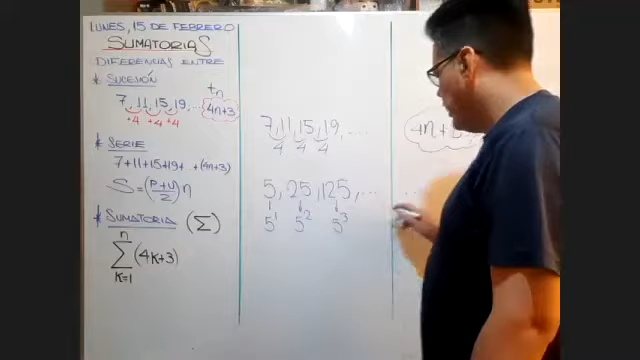 LUNES, 15 DE FEBRERO
SUMATORIAS
DIFERENCIAS ENTRE
* SUCESIÓN
tn
7, 11, 15, 19, ... 4n+3
+4 +4 +4
* SERIE
7+11+15+19+ +(4n+3)
S=(P+U/2)n
* SUMATORIA (Σ)
n
Σ(4K+3)
K=1
7, 11, 15, 19, ...
4 4 4
5, 25, 125, ...
5¹ 5² 5³
4n+